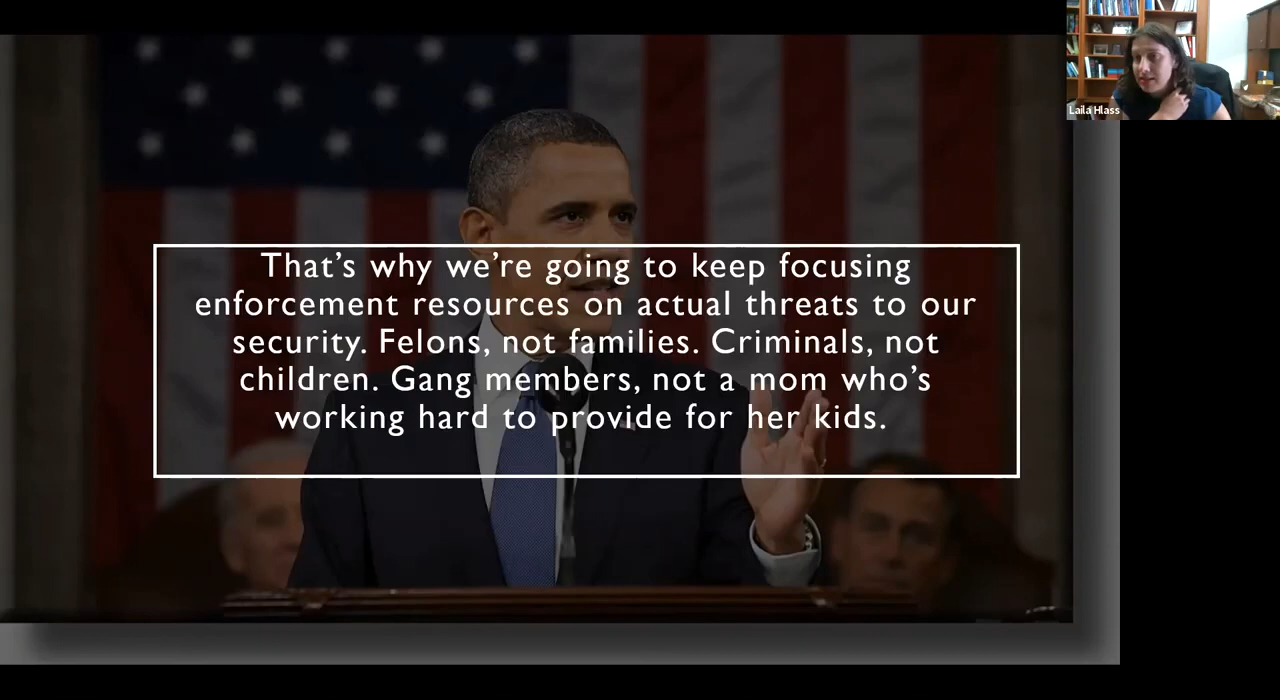 Laila Hlass
That’s why we’re going to keep focusing
enforcement resources on actual threats to our
security. Felons, not families. Criminals, not
children. Gang members, not a mom who’s
working hard to provide for her kids.